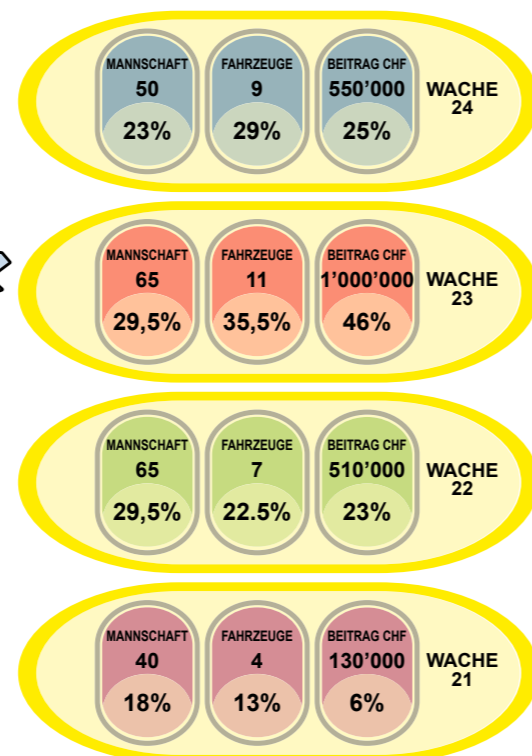 MANNSCHAFT FAHRZEUGE BEITRAG CHF
50 9 550’000 WACHE
23% 29% 25% 24
MANNSCHAFT FAHRZEUGE BEITRAG CHF
65 11 1’000’000 WACHE
29,5% 35,5% 46% 23
MANNSCHAFT FAHRZEUGE BEITRAG CHF
65 7 510’000 WACHE
29,5% 22.5% 23% 22
MANNSCHAFT FAHRZEUGE BEITRAG CHF
40 4 130’000 WACHE
18% 13% 6% 21